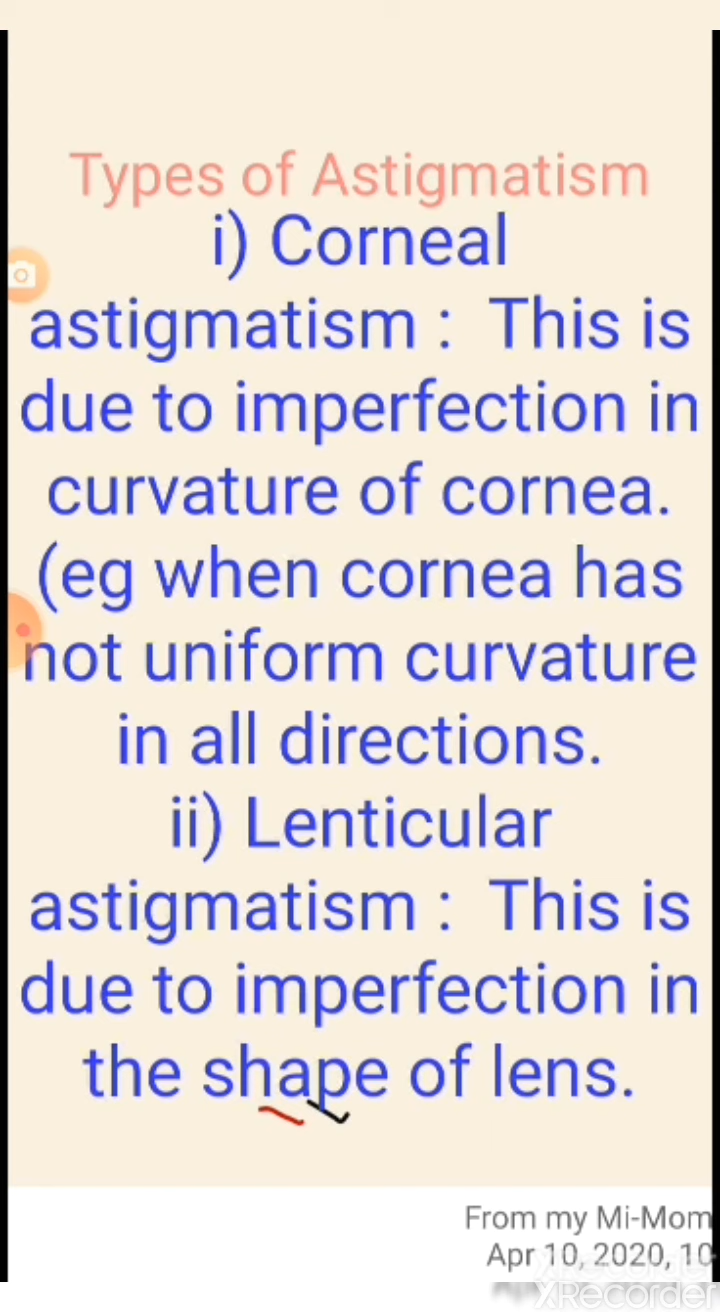 Types of Astigmatism
i) Corneal
astigmatism :  This is
due to imperfection in
curvature of cornea.
(eg when cornea has
not uniform curvature
in all directions.
ii) Lenticular
astigmatism :  This is
due to imperfection in
the shape of lens.
From my Mi-Mom
Apr 10, 2020, 10
XRecorder
XRecorder